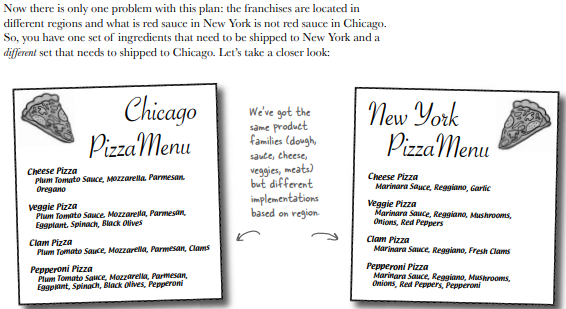 Now there is only one problem with this plan: the franchises are located in
different regions and what is red sauce in New York is not red sauce in Chicago.
So, you have one set of ingredients that need to be shipped to New York and a
different set that needs to shipped to Chicago. Let's take a closer look:
Chicago
Pizza Menu
Cheese Pizza
Plum Tomato Sauce, Mozzarella, Parmesan,
Oregano
Veggie Pizza
Plum Tomato Sauce, Mozzarella, Parmesan,
Eggplant, Spinach, Black Olives
Clam Pizza
Plum Tomato Sauce, Mozzarella, Parmesan, Clams
Pepperoni Pizza
Plum Tomato Sauce, Mozzarella, Parmesan,
Eggplant, Spinach, Black Olives, Pepperoni
We've got the
same product
families (dough,
sauce, cheese,
veggies, meats)
but different
implementations
based on region.
New York
Pizza Menu
Cheese Pizza
Marinara Sauce, Reggiano, Garlic
Veggie Pizza
Marinara Sauce, Reggiano, Mushrooms,
Onions, Red Peppers
Clam Pizza
Marinara Sauce, Reggiano, Fresh Clams
Pepperoni Pizza
Marinara Sauce, Reggiano, Mushrooms,
Onions, Red Peppers, Pepperoni